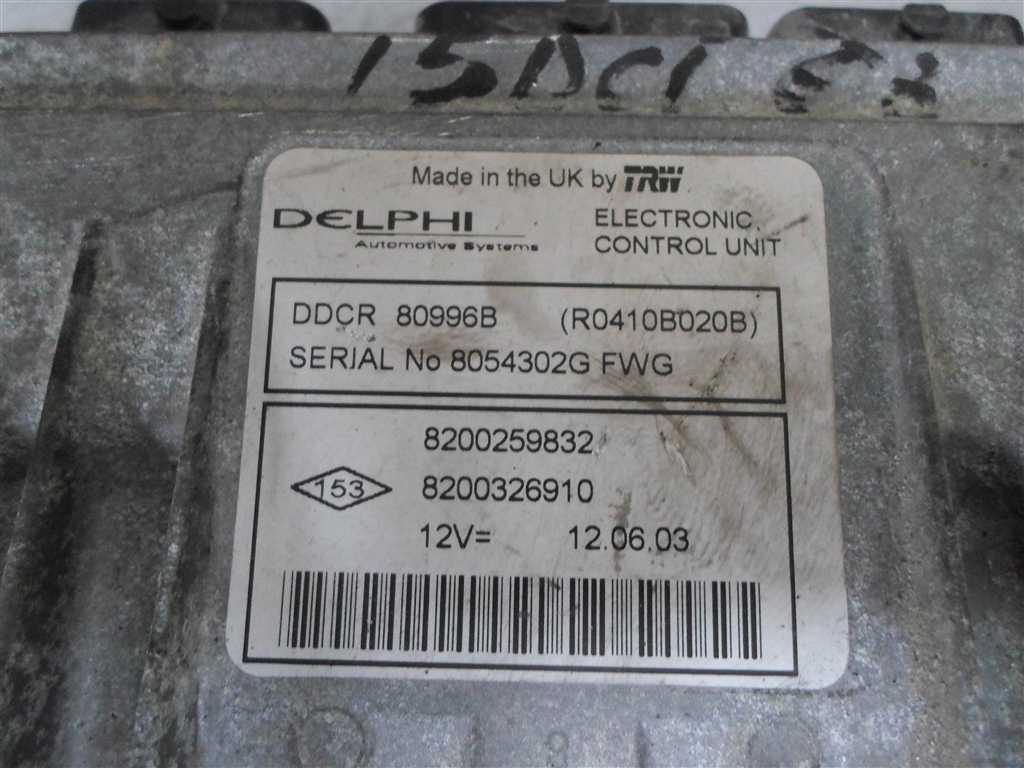 15DCI
Made in the UK by TRW
DELPHI
Automotive Systems
ELECTRONIC
CONTROL UNIT
DDCR 80996B (R0410B020B)
SERIAL No 8054302G FWG
8200259832
153
8200326910
12V= 12.06.03